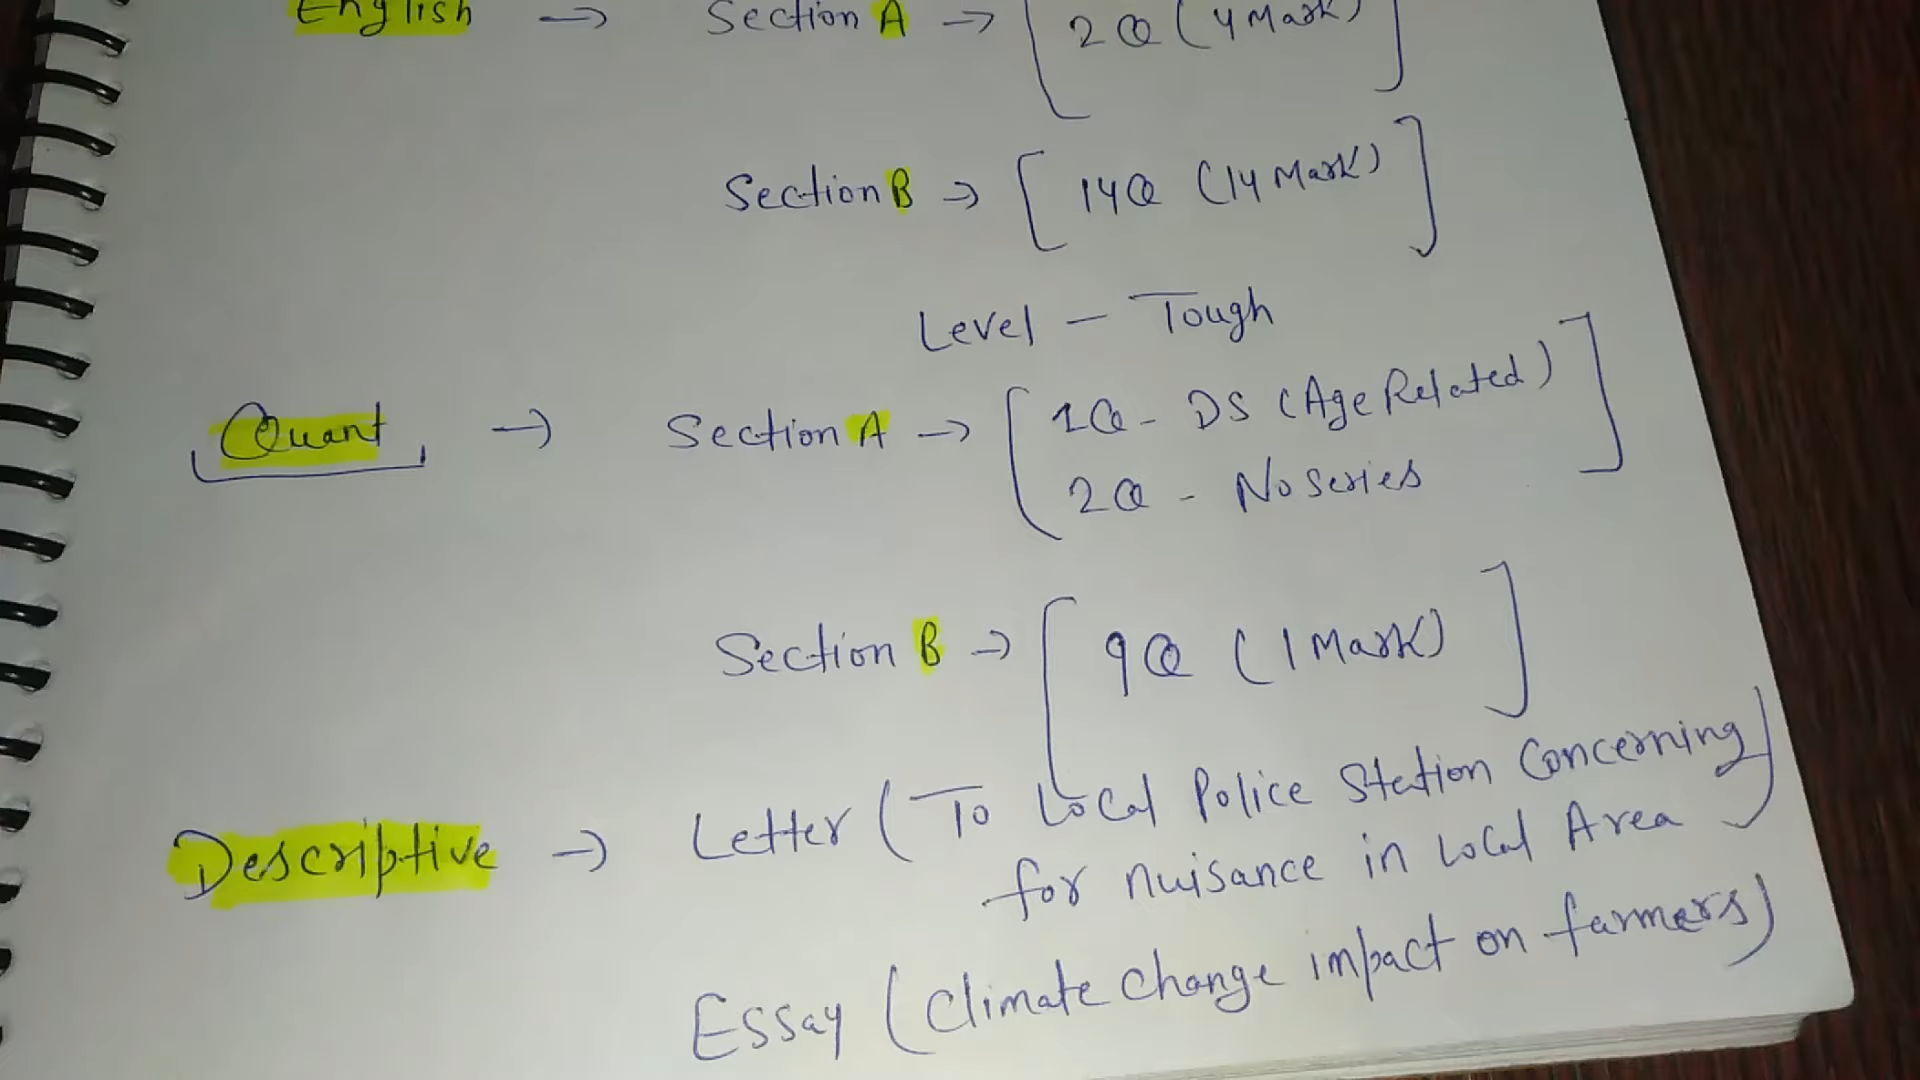 English → Section A → [ 2Q (4 Mark) ]
Section B → [ 14Q (14 Mark) ]
Level - Tough
Quant → Section A → [ 1Q - DS (Age Related) ]
2Q - No series
Section B → [ 9Q (1 Mark) ]
Descriptive → Letter ( To Local Police Station Concerning
for nuisance in Local Area )
Essay ( Climate change impact on farmers )